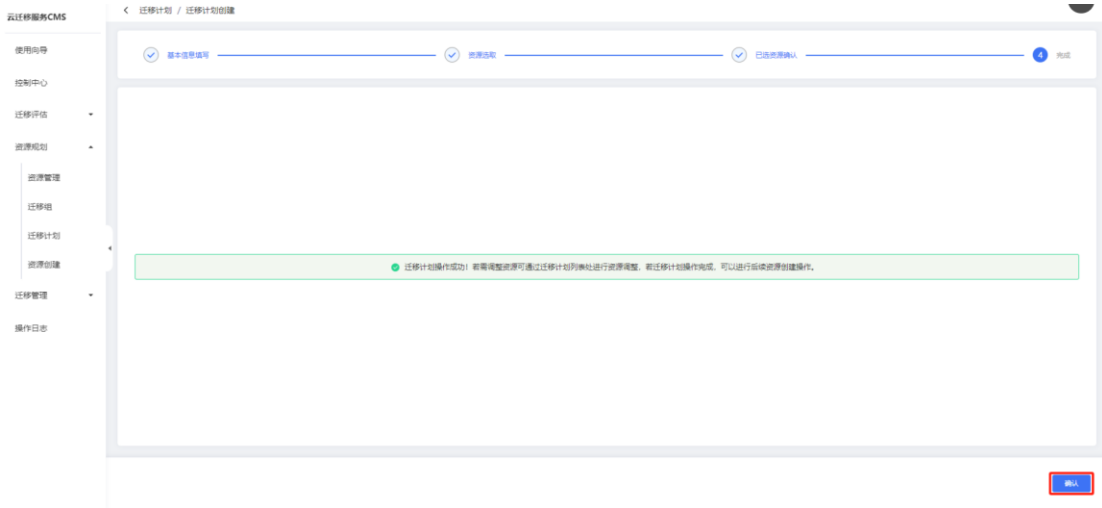 云迁移服务CMS
迁移计划 / 迁移计划创建
使用向导
控制中心
迁移评估
资源规划
资源管理
迁移组
迁移计划
资源创建
迁移管理
操作日志
基本信息填写
资源选取
已选资源确认
4 完成
迁移计划操作成功！若需调整资源可通过迁移计划列表处进行资源调整，若迁移计划操作完成，可以进行后续资源创建操作。
确认